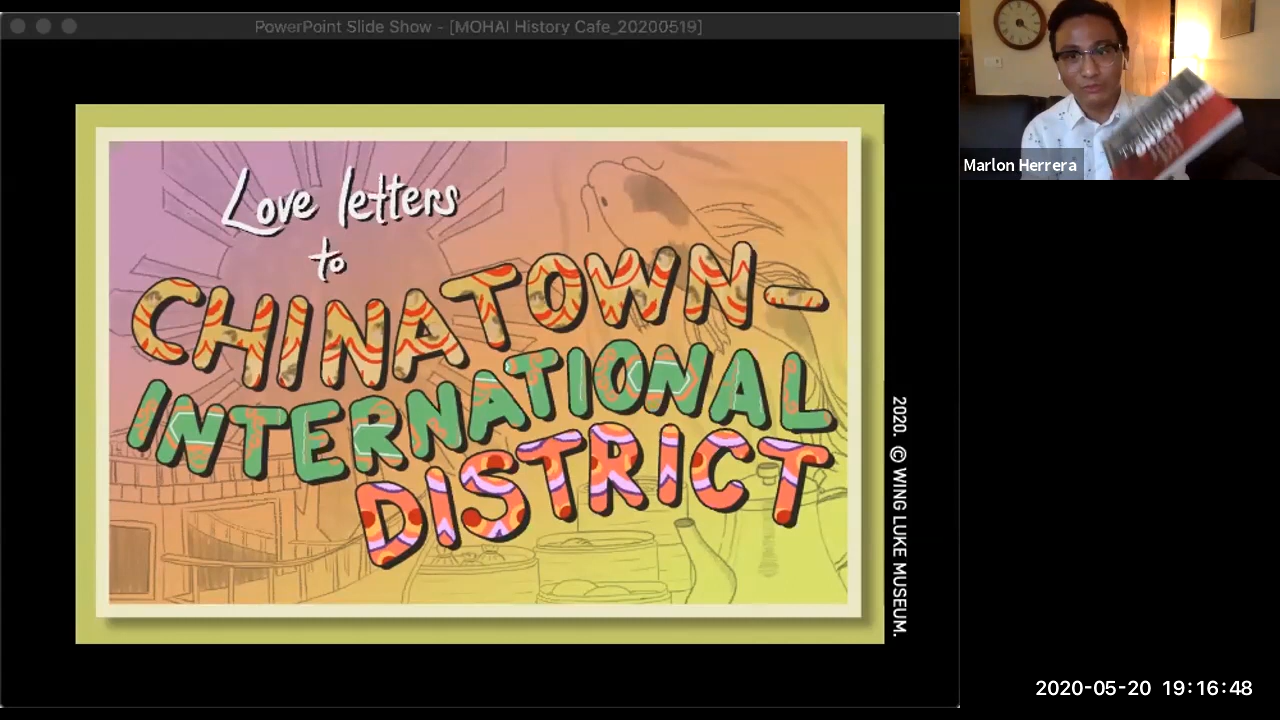 PowerPoint Slide Show - [MOHAI History Cafe_20200519]
Love letters
to
CHINATOWN-
INTERNATIONAL
DISTRICT
2020. © WING LUKE MUSEUM.
Marlon Herrera
2020-05-20 19:16:48